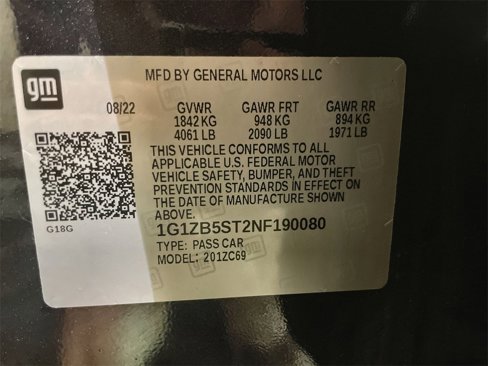 gm
MFD BY GENERAL MOTORS LLC
08/22 GVWR GAWR FRT GAWR RR
1842 KG 948 KG 894 KG
4061 LB 2090 LB 1971 LB
THIS VEHICLE CONFORMS TO ALL
APPLICABLE U.S. FEDERAL MOTOR
VEHICLE SAFETY, BUMPER, AND THEFT
PREVENTION STANDARDS IN EFFECT ON
THE DATE OF MANUFACTURE SHOWN
ABOVE.
G18G
1G1ZB5ST2NF190080
TYPE: PASS CAR
MODEL: 201ZC69